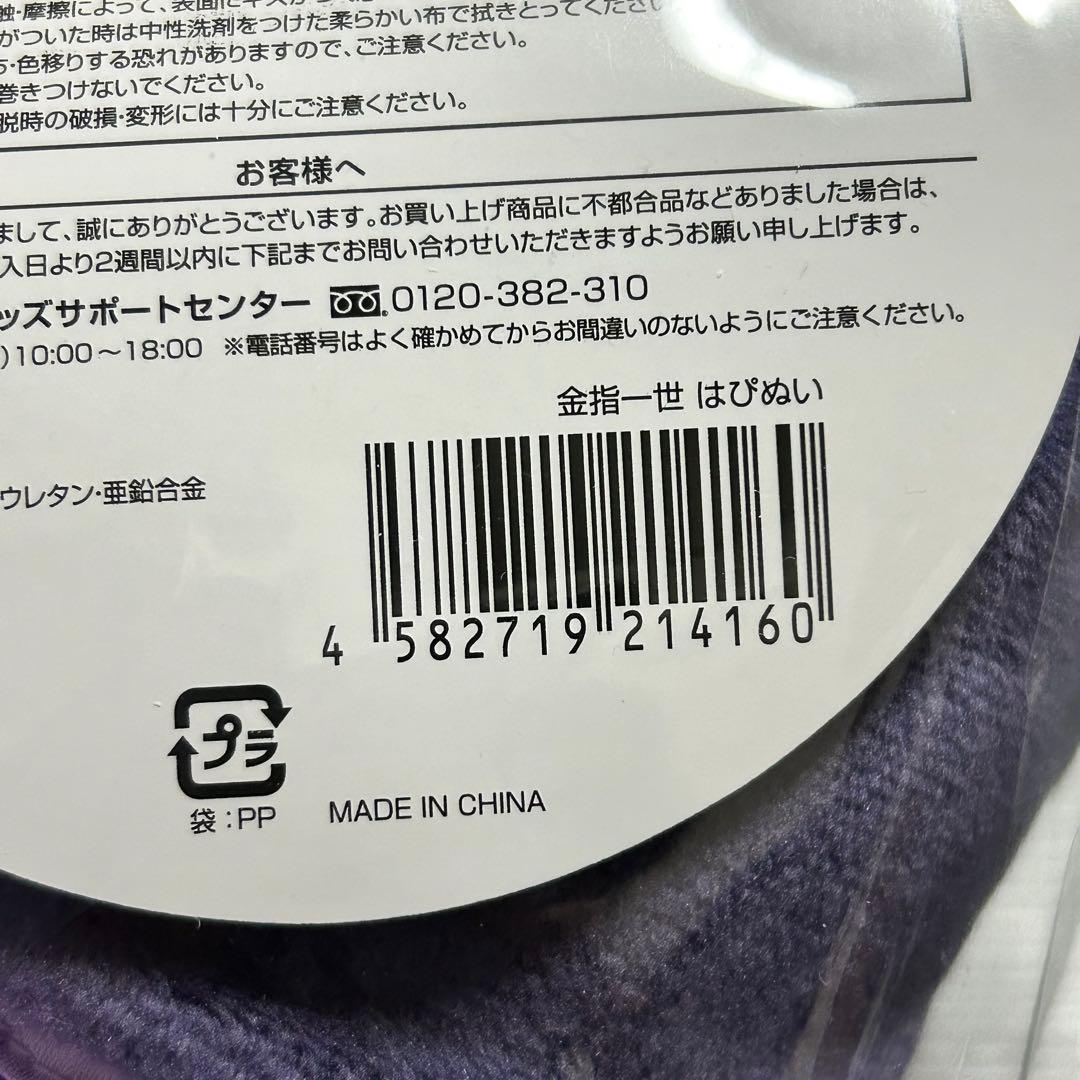 触・摩擦によって、表面にキズが
がついた時は中性洗剤をつけた柔らかい布で拭きとってください
色移りする恐れがありますので、ご注意ください。
巻きつけないでください。
脱時の破損・変形には十分にご注意ください。
お客様へ
まして、誠にありがとうございます。お買い上げ商品に不都合品などありました場合は、
入日より2週間以内に下記までお問い合わせいただきますようお願い申し上げます。
ッズサポートセンター 0120-382-310
)10:00～18:00 ※電話番号はよく確かめてからお間違いのないようにご注意ください。
金指一世 はぴぬい
ウレタン・亜鉛合金
4 582719 214160
プラ
袋:PP MADE IN CHINA